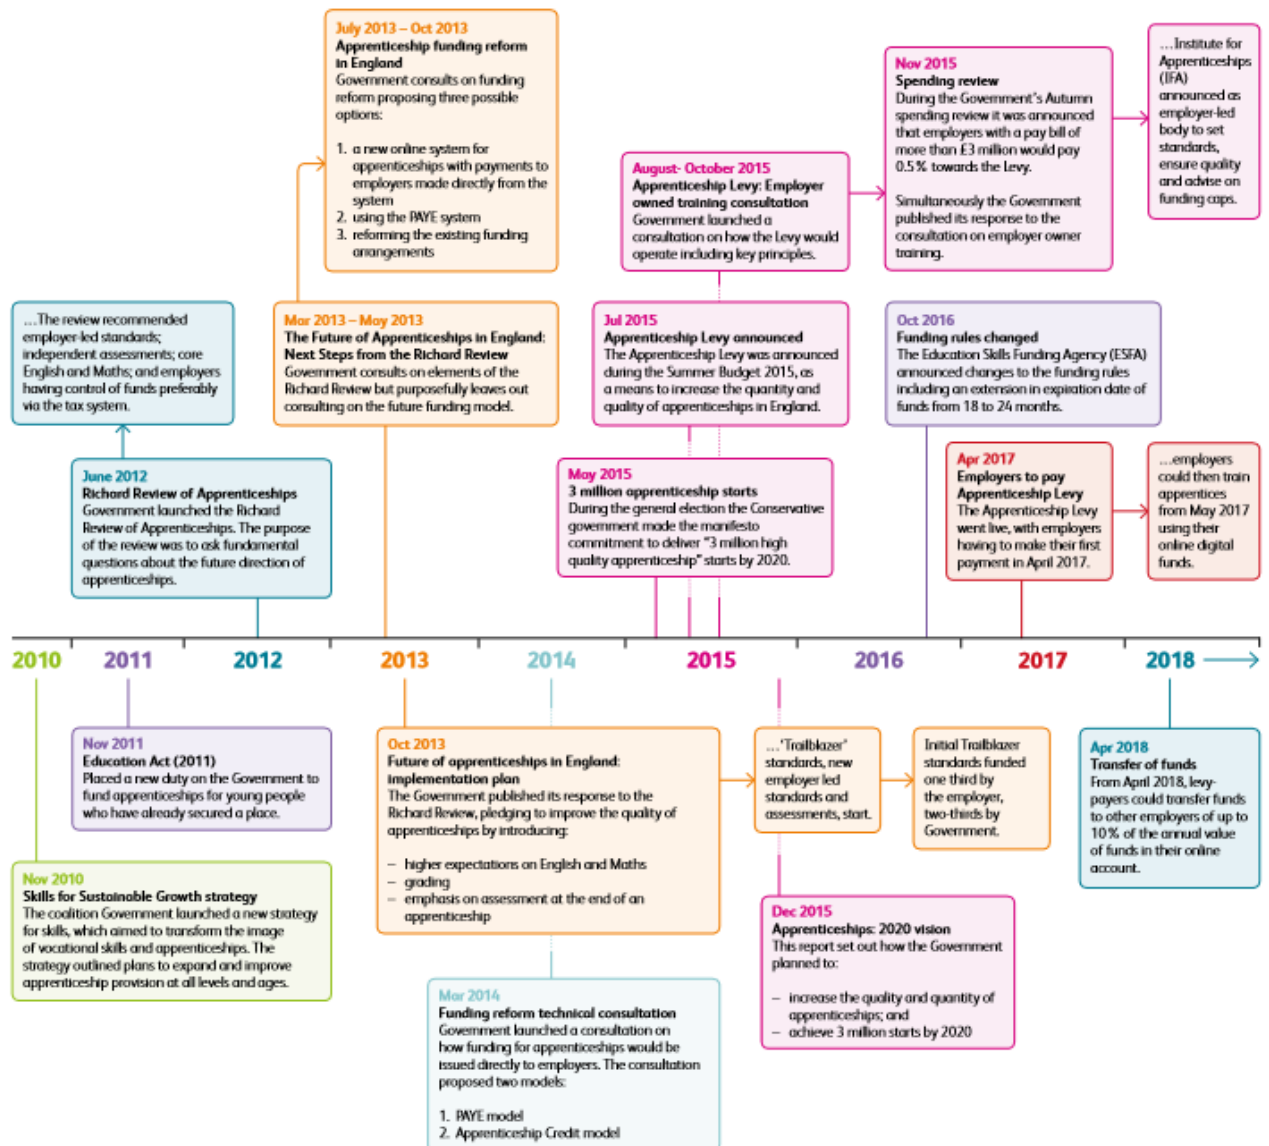 July 2013 – Oct 2013
Apprenticeship funding reform
in England
Government consults on funding
reform proposing three possible
options:
1. a new online system for
apprenticeships with payments to
employers made directly from the
system
2. using the PAYE system
3. reforming the existing funding
arrangements
Nov 2015
Spending review
During the Government's Autumn
spending review it was announced
that employers with a pay bill of
more than £3 million would pay
0.5% towards the Levy.
Simultaneously the Government
published its response to the
consultation on employer owner
training.
...Institute for
Apprenticeships
(IFA)
announced as
employer-led
body to set
standards,
ensure quality
and advise on
funding caps.
August- October 2015
Apprenticeship Levy: Employer
owned training consultation
Government launched a
consultation on how the Levy would
operate including key principles.
...The review recommended
employer-led standards;
independent assessments; core
English and Maths; and employers
having control of funds preferably
via the tax system.
Mar 2013 – May 2013
The Future of Apprenticeships in England:
Next Steps from the Richard Review
Government consults on elements of the
Richard Review but purposefully leaves out
consulting on the future funding model.
Jul 2015
Apprenticeship Levy announced
The Apprenticeship Levy was announced
during the Summer Budget 2015, as
a means to increase the quantity and
quality of apprenticeships in England.
Oct 2016
Funding rules changed
The Education Skills Funding Agency (ESFA)
announced changes to the funding rules
including an extension in expiration date of
funds from 18 to 24 months.
June 2012
Richard Review of Apprenticeships
Government launched the Richard
Review of Apprenticeships. The purpose
of the review was to ask fundamental
questions about the future direction of
apprenticeships.
May 2015
3 million apprenticeship starts
During the general election the Conservative
government made the manifesto
commitment to deliver "3 million high
quality apprenticeship" starts by 2020.
Apr 2017
Employers to pay
Apprenticeship Levy
The Apprenticeship Levy
went live, with employers
having to make their first
payment in April 2017.
...employers
could then train
apprentices
from May 2017
using their
online digital
funds.
2010 2011 2012 2013 2014 2015 2016 2017 2018
Nov 2011
Education Act (2011)
Placed a new duty on the Government to
fund apprenticeships for young people
who have already secured a place.
Oct 2013
Future of apprenticeships in England:
implementation plan
The Government published its response to the
Richard Review, pledging to improve the quality of
apprenticeships by introducing:
– higher expectations on English and Maths
– grading
– emphasis on assessment at the end of an
apprenticeship
...'Trailblazer'
standards, new
employer led
standards and
assessments, start.
Initial Trailblazer
standards funded
one third by
the employer,
two-thirds by
Government.
Apr 2018
Transfer of funds
From April 2018, levy-
payers could transfer funds
to other employers of up to
10% of the annual value
of funds in their online
account.
Nov 2010
Skills for Sustainable Growth strategy
The coalition Government launched a new strategy
for skills, which aimed to transform the image
of vocational skills and apprenticeships. The
strategy outlined plans to expand and improve
apprenticeship provision at all levels and ages.
Dec 2015
Apprenticeships: 2020 vision
This report set out how the Government
planned to:
– increase the quality and quantity of
apprenticeships; and
– achieve 3 million starts by 2020
Mar 2014
Funding reform technical consultation
Government launched a consultation on
how funding for apprenticeships would be
issued directly to employers. The consultation
proposed two models:
1. PAYE model
2. Apprenticeship Credit model